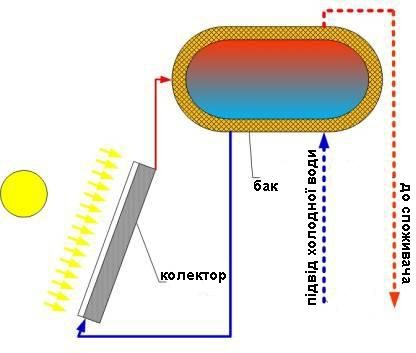 бак
колектор
підвід холодної води
до споживача